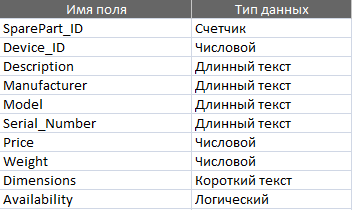 Имя поля Тип данных
SparePart_ID Счетчик
Device_ID Числовой
Description Длинный текст
Manufacturer Длинный текст
Model Длинный текст
Serial_Number Длинный текст
Price Числовой
Weight Числовой
Dimensions Короткий текст
Availability Логический